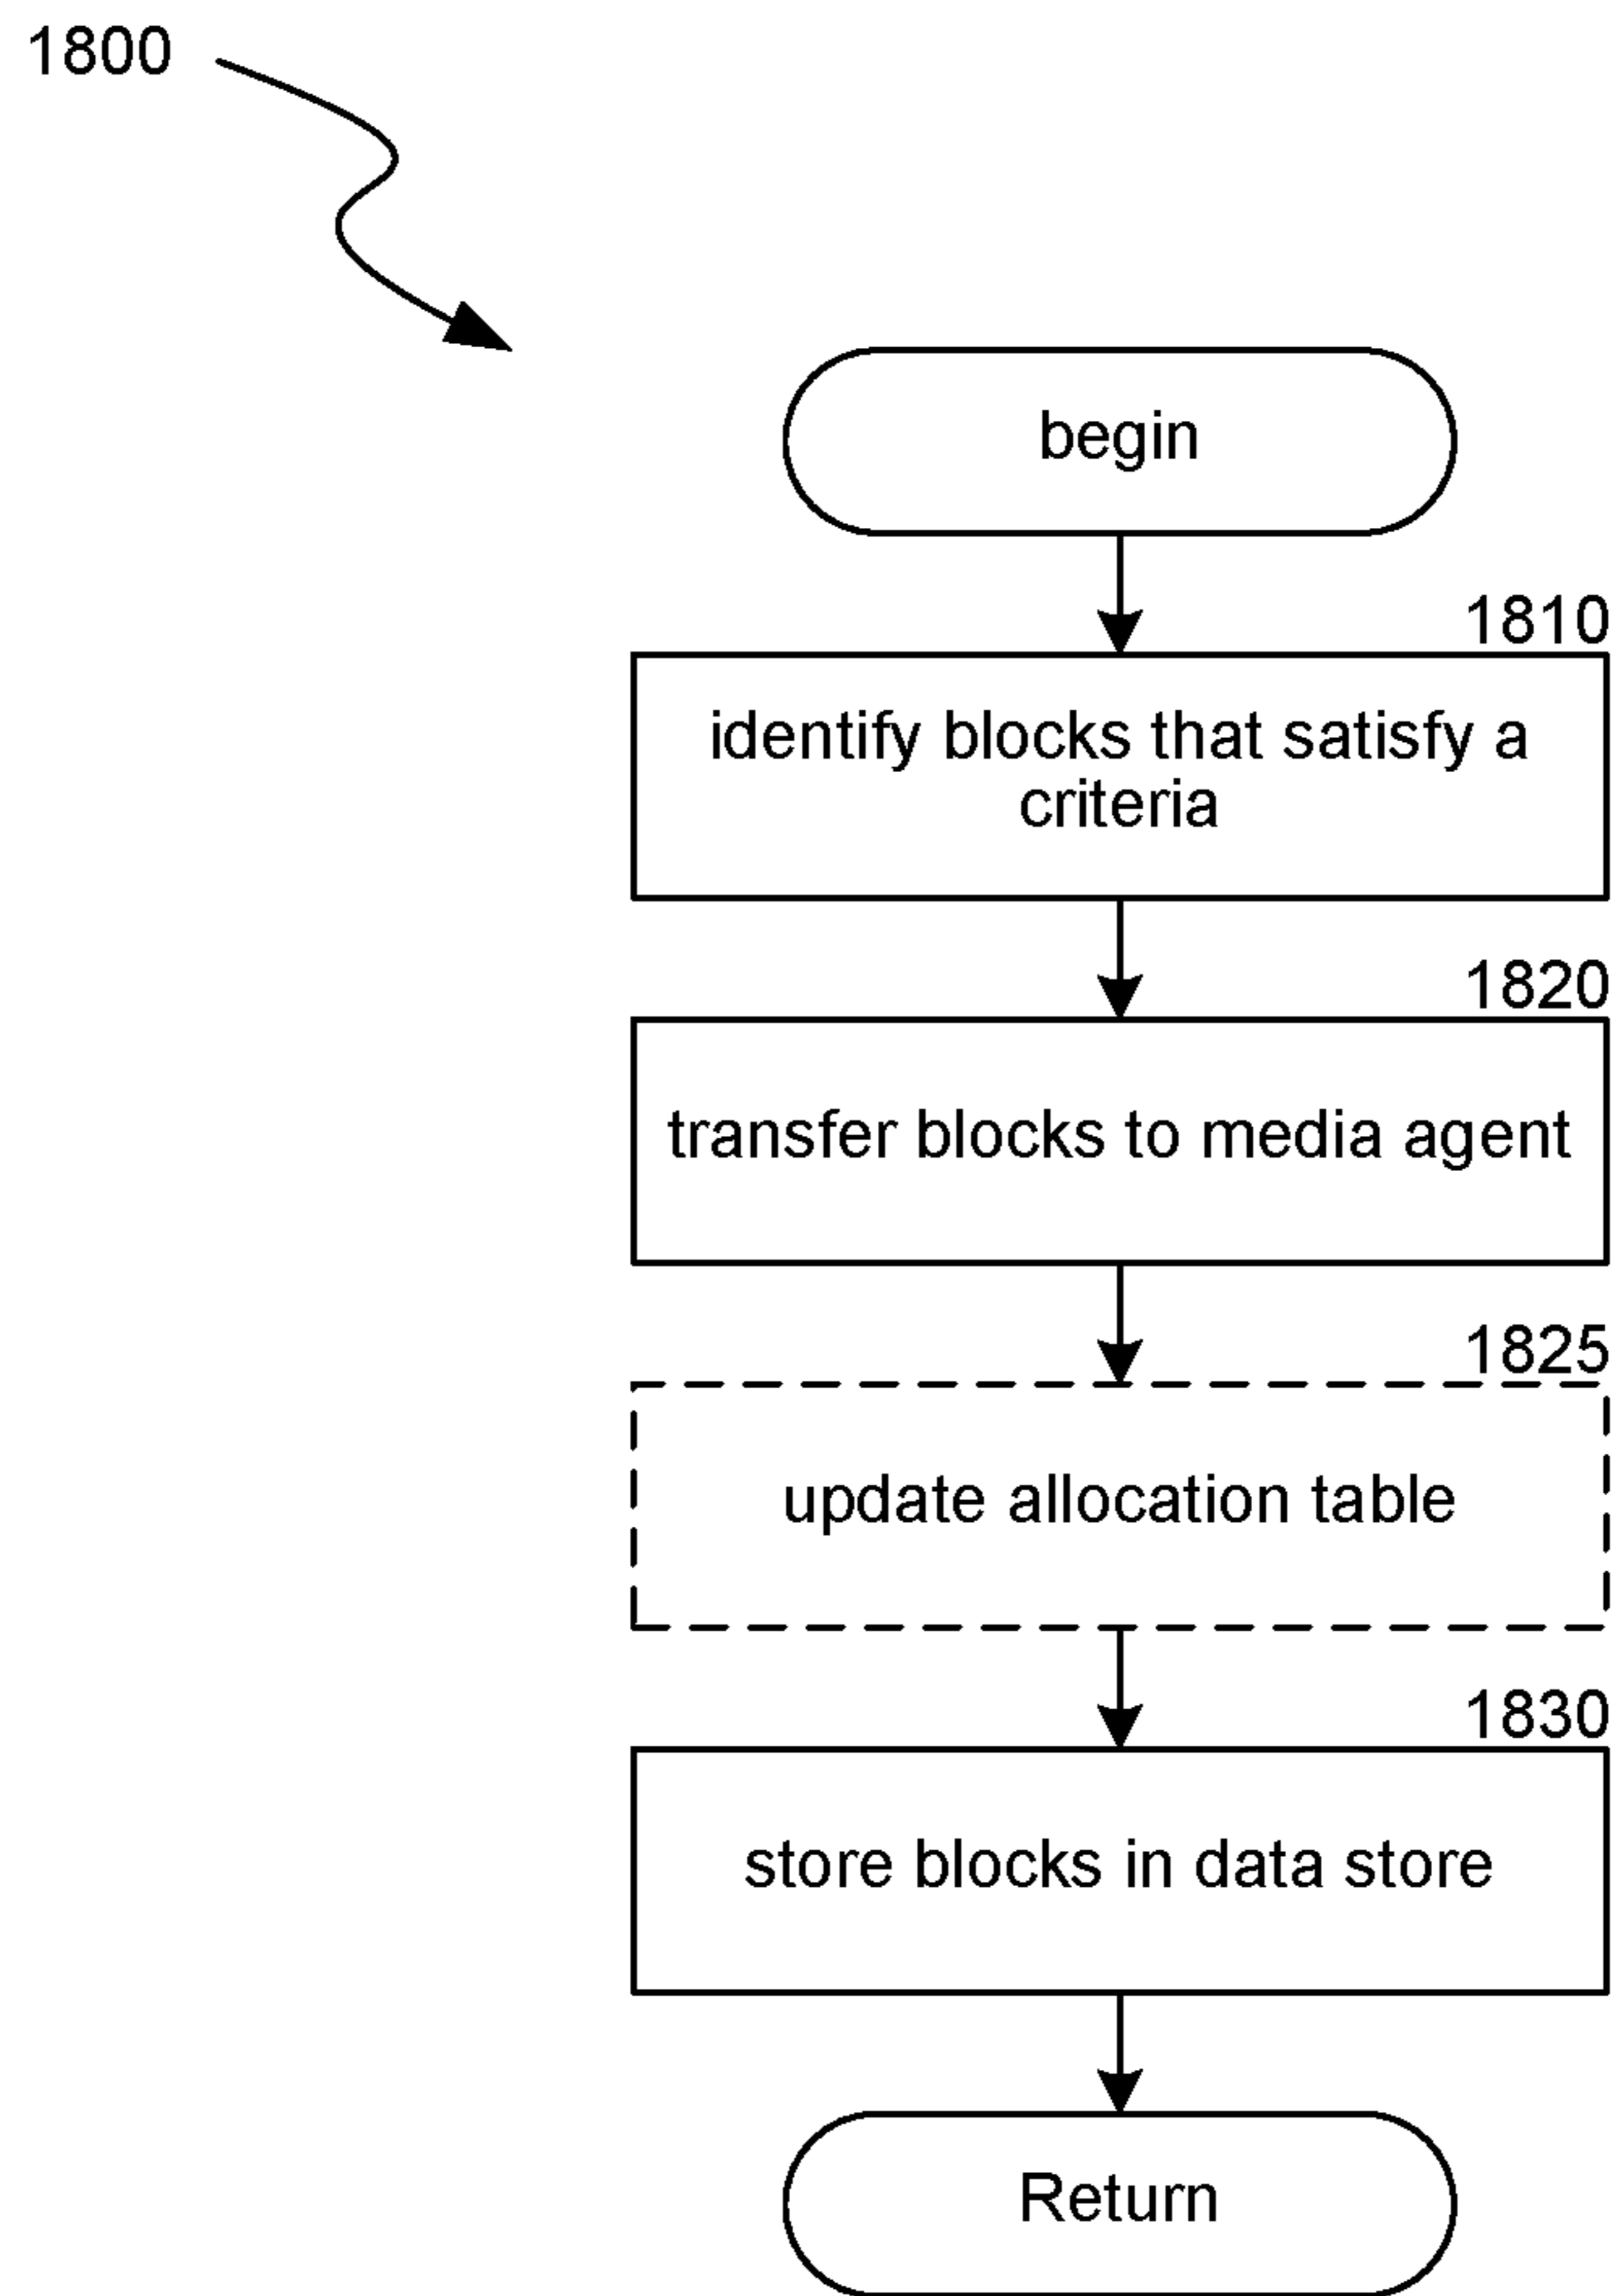 1800
begin
1810
identify blocks that satisfy a
criteria
1820
transfer blocks to media agent
1825
update allocation table
1830
store blocks in data store
Return